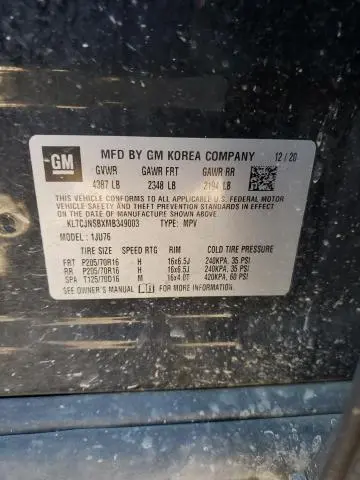 GM
MFD BY GM KOREA COMPANY 12 / 20
GVWR GAWR FRT GAWR RR
4387 LB 2348 LB 2194 LB
THIS VEHICLE CONFORMS TO ALL APPLICABLE U.S. FEDERAL MOTOR
VEHICLE SAFETY AND THEFT PREVENTION STANDARDS IN EFFECT ON
THE DATE OF MANUFACTURE SHOWN ABOVE.
KL7CJNSBXMB349003 TYPE: MPV
MODEL : 1JU76
TIRE SIZE SPEED RTG RIM COLD TIRE PRESSURE
FRT P205/70R16 H 16x6.5J 240KPA, 35 PSI
RR P205/70R16 H 16x6.5J 240KPA, 35 PSI
SPA T125/70D16 M 16x4.0T 420KPA, 60 PSI
SEE OWNER'S MANUAL FOR MORE INFORMATION